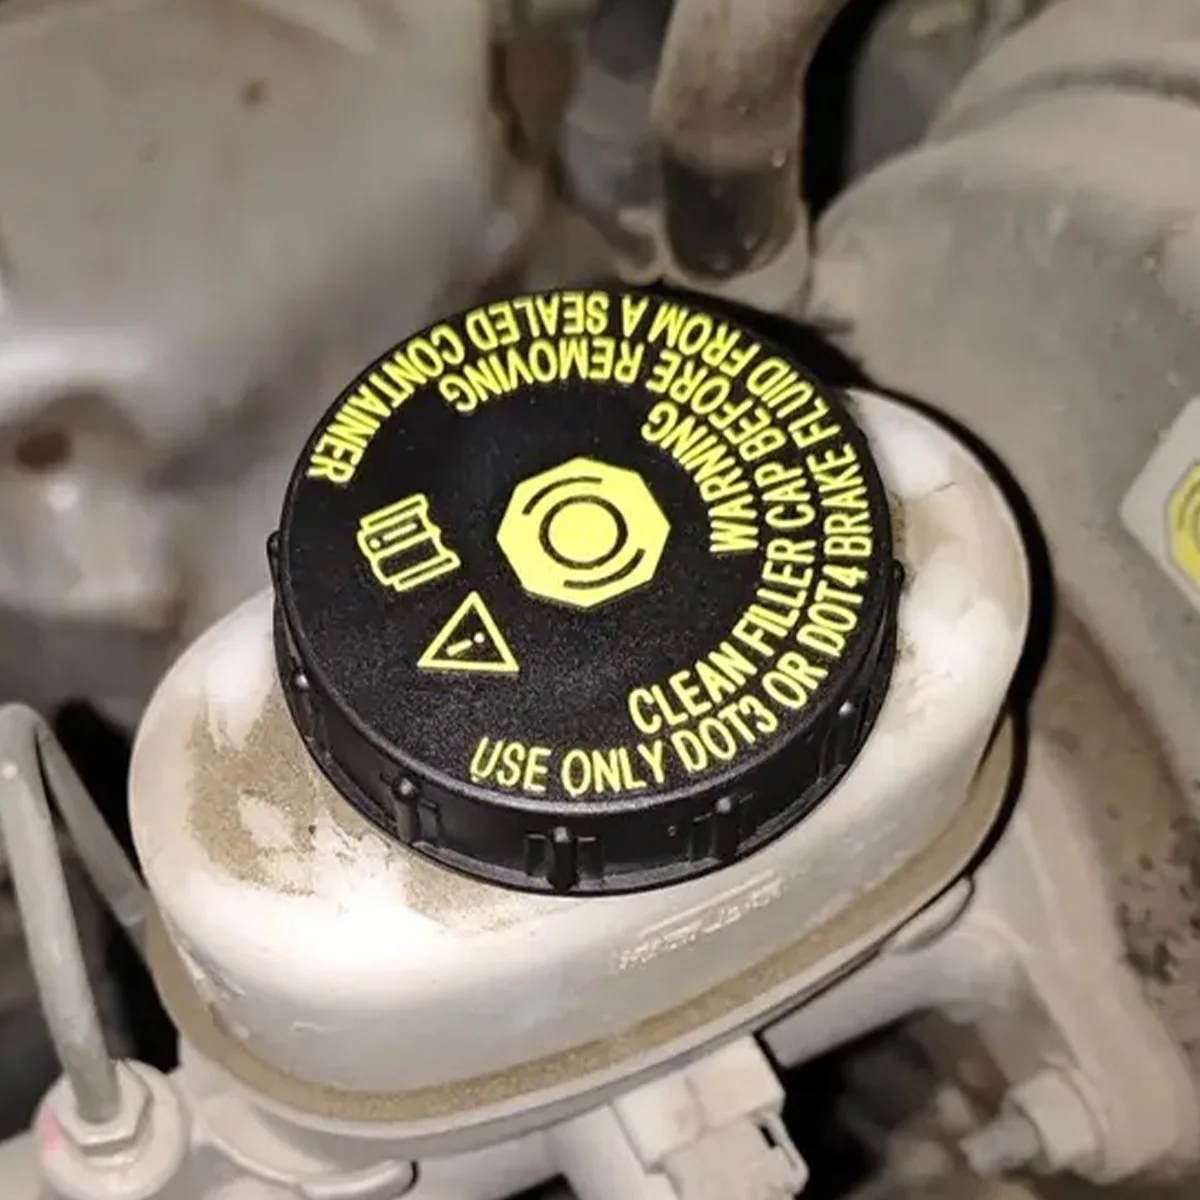 WARNING
CLEAN FILLER CAP BEFORE REMOVING
USE ONLY DOT3 OR DOT4 BRAKE FLUID FROM A SEALED CONTAINER